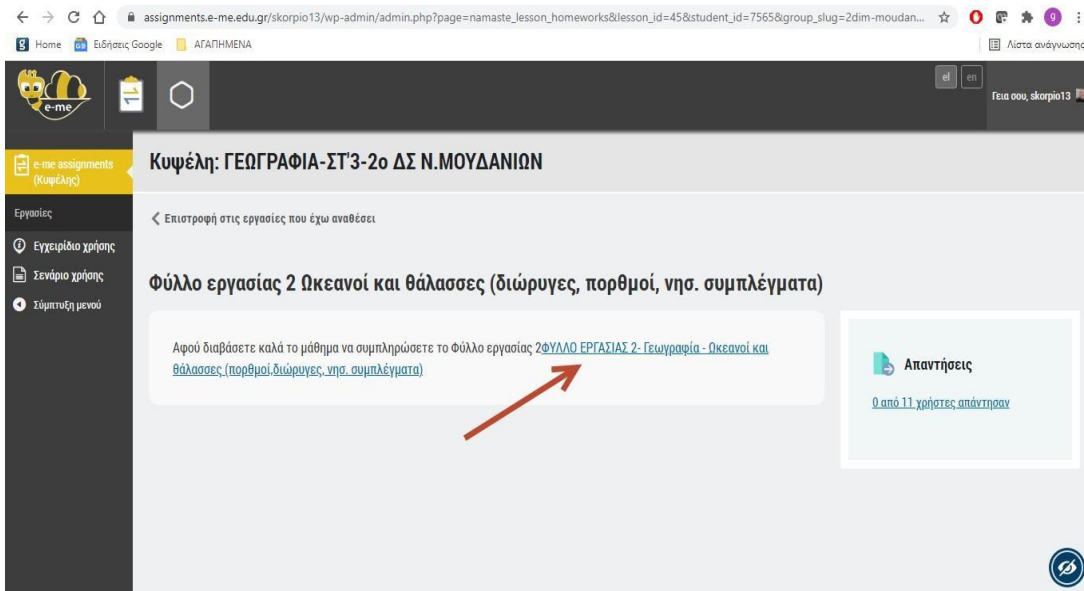 assignments.e-me.edu.gr/skorpio13/wp-admin/admin.php?page=namaste_lesson_homeworks&lesson_id=45&student_id=7565&group_slug=2dim-moudan...
g
Home
Ειδήσεις Google
ΑΓΑΠΗΜΕΝΑ
Λίστα ανάγνωσης
e-me
el
en
Γεια σου, skorpio13
e-me assignments
(Κυψέλης)
Εργασίες
Εγχειρίδιο χρήσης
Σενάριο χρήσης
Σύμπτυξη μενού
Κυψέλη: ΓΕΩΓΡΑΦΙΑ-ΣΤ'3-2ο ΔΣ Ν.ΜΟΥΔΑΝΙΩΝ
Επιστροφή στις εργασίες που έχω αναθέσει
Φύλλο εργασίας 2 Ωκεανοί και θάλασσες (διώρυγες, πορθμοί, νησ. συμπλέγματα)
Αφού διαβάσετε καλά το μάθημα να συμπληρώσετε το Φύλλο εργασίας 2ΦΥΛΛΟ ΕΡΓΑΣΙΑΣ 2- Γεωγραφία - Ωκεανοί και
θάλασσες (πορθμοί,διώρυγες, νησ. συμπλέγματα)
Απαντήσεις
0 από 11 χρήστες απάντησαν